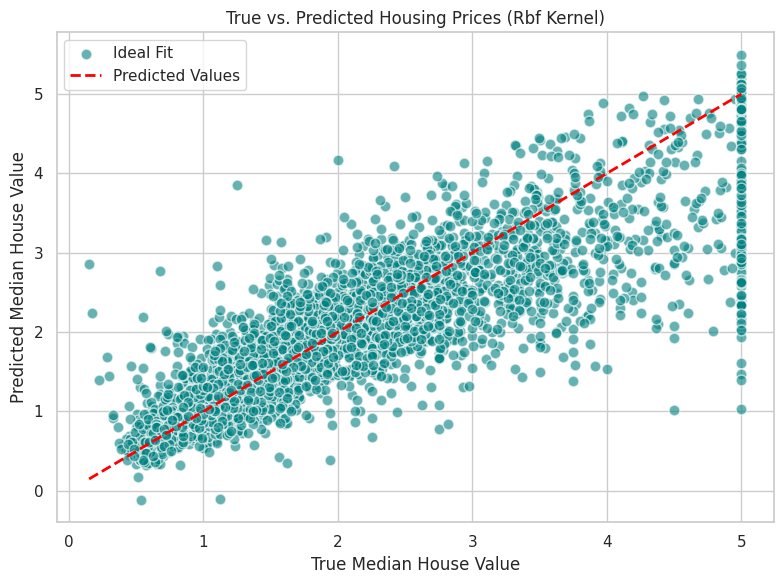 True vs. Predicted Housing Prices (Rbf Kernel)
Ideal Fit
Predicted Values
Predicted Median House Value
5
4
3
2
1
0
0 1 2 3 4 5
True Median House Value